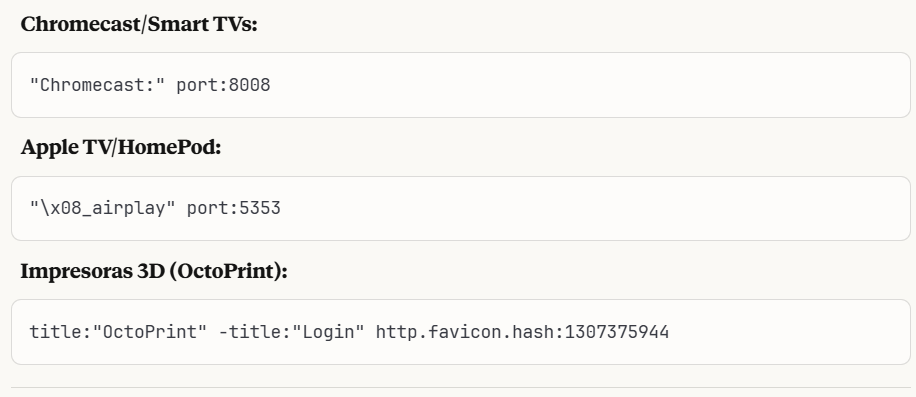 Chromecast/Smart TVs:
"Chromecast:" port:8008
Apple TV/HomePod:
"\x08_airplay" port:5353
Impresoras 3D (OctoPrint):
title:"OctoPrint" -title:"Login" http.favicon.hash:1307375944